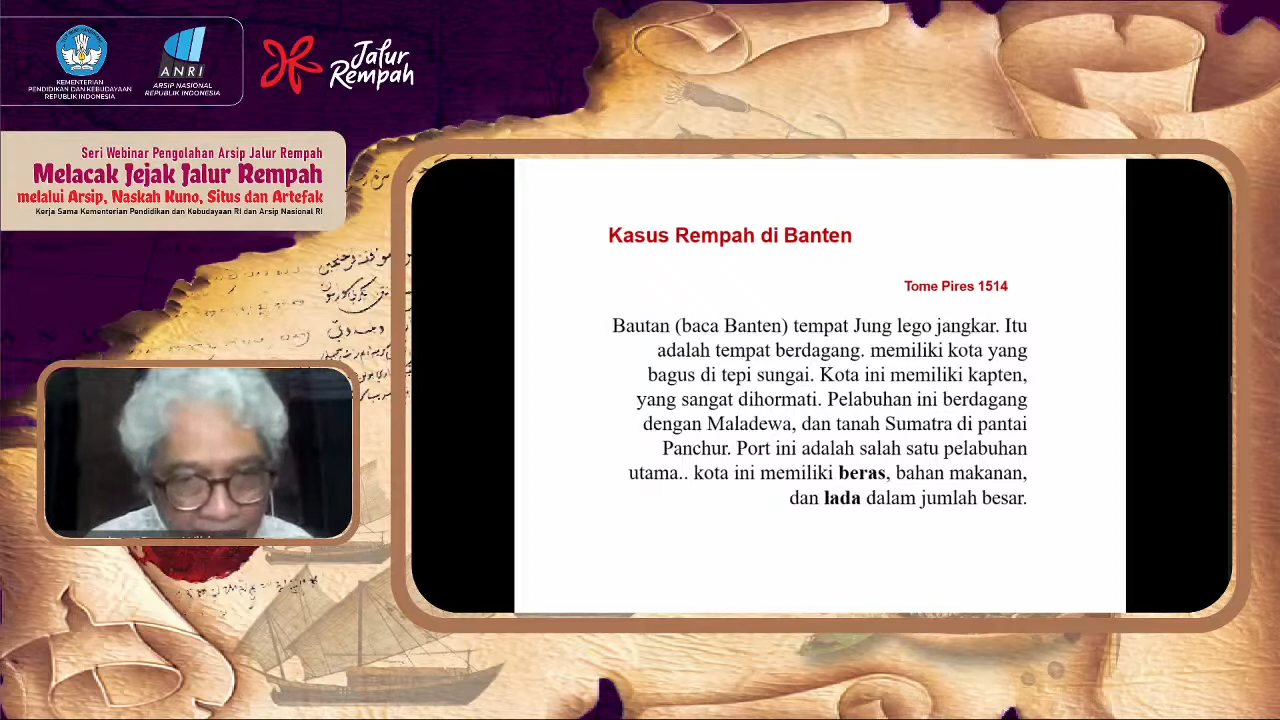 KEMENTERIAN
PENDIDIKAN DAN KEBUDAYAAN
REPUBLIK INDONESIA
ANRI
ARSIP NASIONAL
REPUBLIK INDONESIA
Jalur
Rempah
Seri Webinar Pengolahan Arsip Jalur Rempah
Melacak Jejak Jalur Rempah
melalui Arsip, Naskah Kuno, Situs dan Artefak
Kerja Sama Kementerian Pendidikan dan Kebudayaan RI dan Arsip Nasional RI
Kasus Rempah di Banten
Tome Pires 1514
Bautan (baca Banten) tempat Jung lego jangkar. Itu
adalah tempat berdagang. memiliki kota yang
bagus di tepi sungai. Kota ini memiliki kapten,
yang sangat dihormati. Pelabuhan ini berdagang
dengan Maladewa, dan tanah Sumatra di pantai
Panchur. Port ini adalah salah satu pelabuhan
utama.. kota ini memiliki beras, bahan makanan,
dan lada dalam jumlah besar.